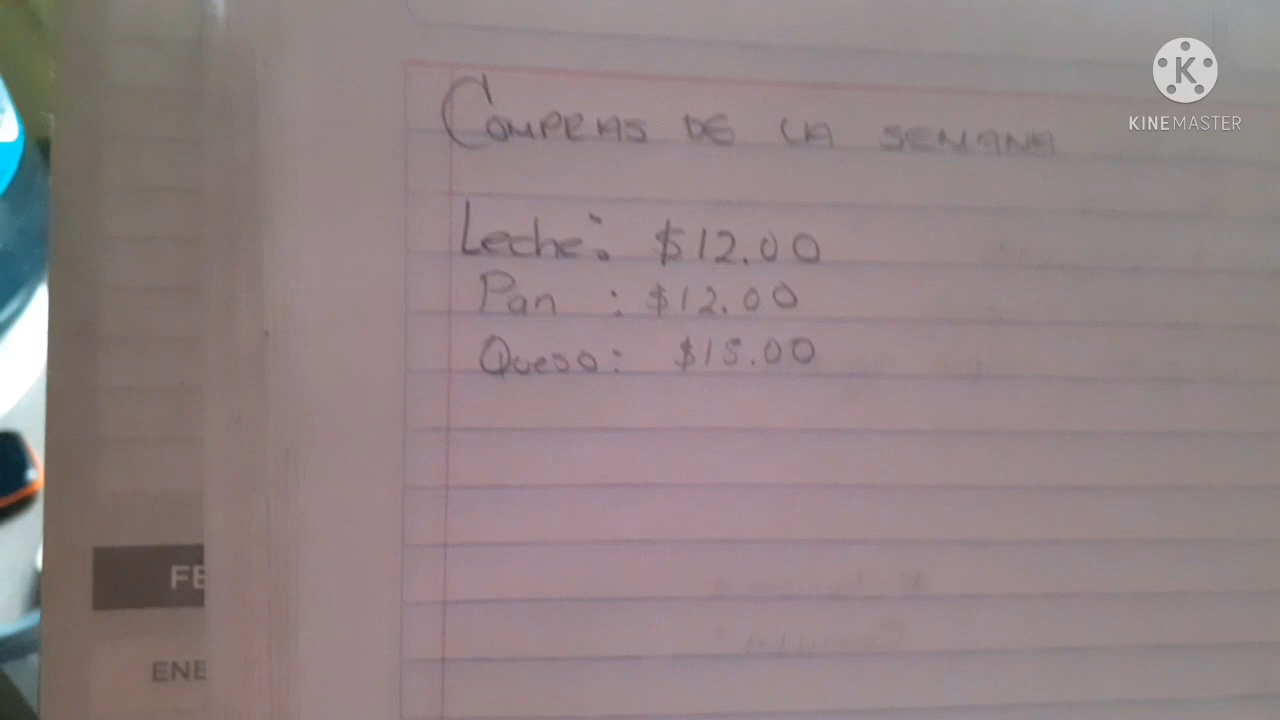 COMPRAS DE LA SEMANA
Leche: $12.00
Pan : $12.00
Queso: $15.00
K
KINEMASTER
FE
ENE